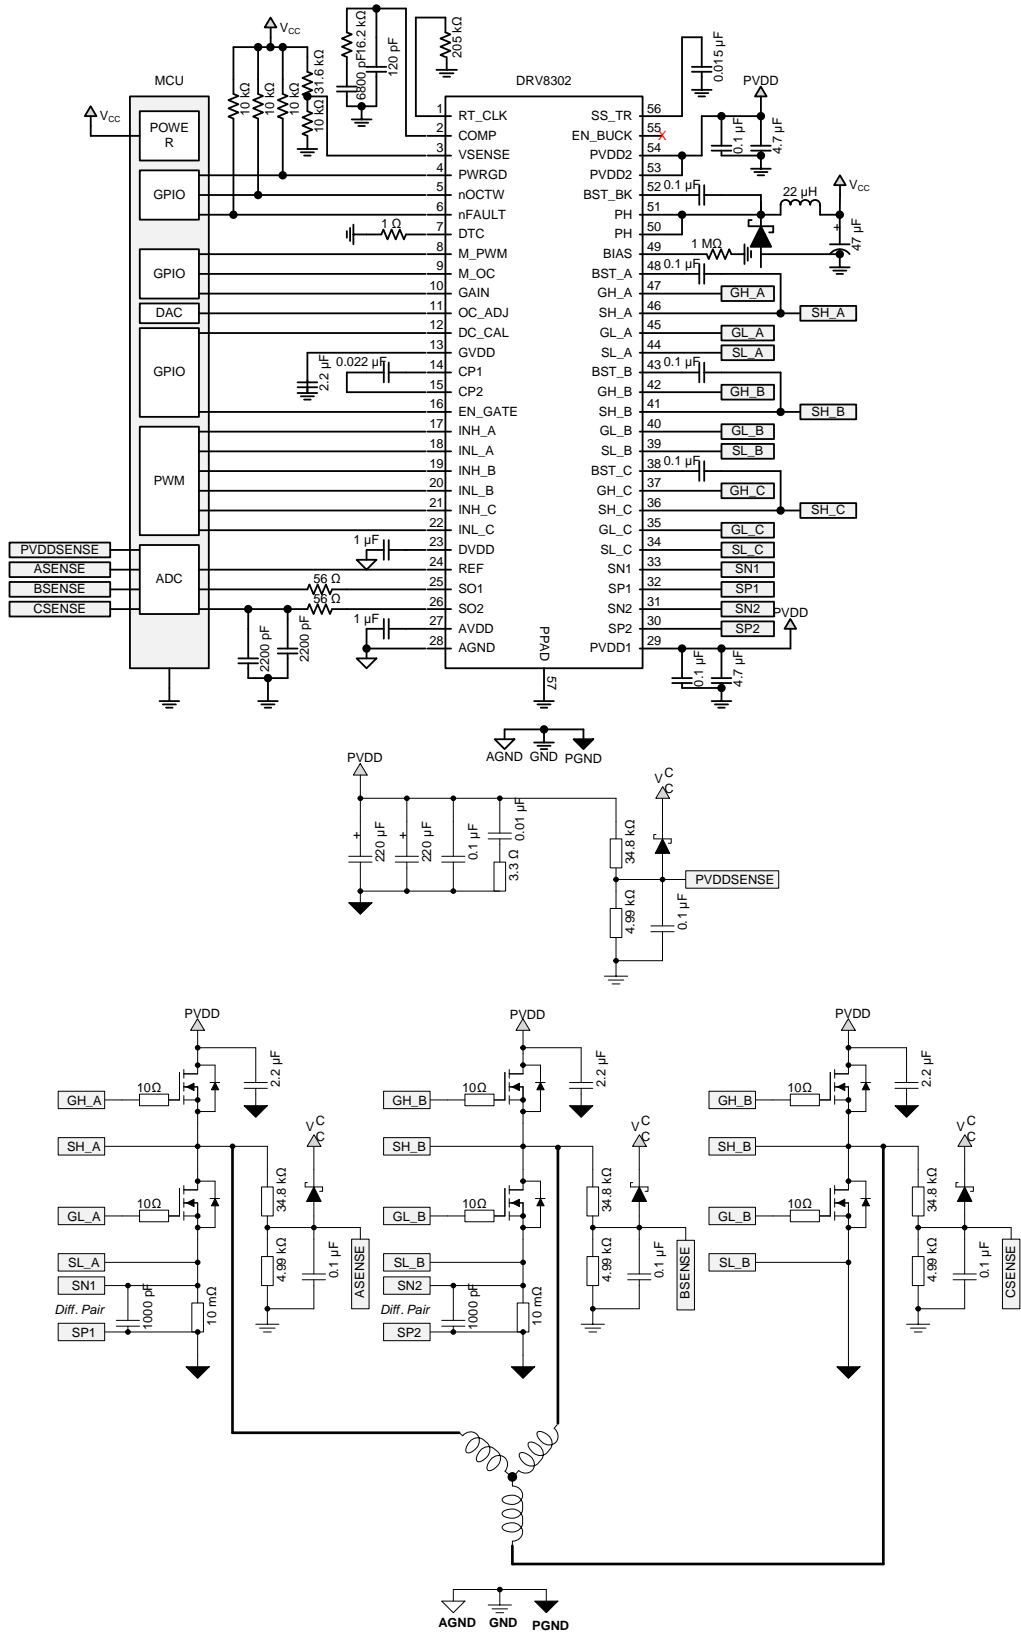 V_CC
MCU
DRV8302
V_CC
POWE
R
GPIO
GPIO
DAC
GPIO
PWM
ADC
PVDDSENSE
ASENSE
BSENSE
CSENSE
10 kΩ
10 kΩ
10 kΩ
31.6 kΩ
10 kΩ
16.2 kΩ
6800 pF
120 pF
205 kΩ
1 Ω
2.2 µF
0.022 µF
1 µF
56 Ω
56 Ω
2200 pF
2200 pF
1 µF
1 RT_CLK
2 COMP
3 VSENSE
4 PWRGD
5 nOCTW
6 nFAULT
7 DTC
8 M_PWM
9 M_OC
10 GAIN
11 OC_ADJ
12 DC_CAL
13 GVDD
14 CP1
15 CP2
16 EN_GATE
17 INH_A
18 INL_A
19 INH_B
20 INL_B
21 INH_C
22 INL_C
23 DVDD
24 REF
25 SO1
26 SO2
27 AVDD
28 AGND
PPAD
57
SS_TR 56
EN_BUCK 55
PVDD2 54
PVDD2 53
BST_BK 52
PH 51
PH 50
BIAS 49
BST_A 48
GH_A 47
SH_A 46
GL_A 45
SL_A 44
BST_B 43
GH_B 42
SH_B 41
GL_B 40
SL_B 39
BST_C 38
GH_C 37
SH_C 36
GL_C 35
SL_C 34
SN1 33
SP1 32
SN2 31
SP2 30
PVDD1 29
0.015 µF
PVDD
0.1 µF
4.7 µF
0.1 µF
22 µH
V_CC
+
47 µF
1 MΩ
0.1 µF
GH_A
SH_A
GL_A
SL_A
0.1 µF
GH_B
SH_B
GL_B
SL_B
0.1 µF
GH_C
SH_C
GL_C
SL_C
SN1
SP1
SN2
SP2
PVDD
0.1 µF
4.7 µF
AGND GND PGND
PVDD
+
220 µF
+
220 µF
0.1 µF
0.01 µF
3.3 Ω
34.8 kΩ
4.99 kΩ
V CC
PVDDSENSE
0.1 µF
PVDD
2.2 µF
GH_A
10Ω
SH_A
V CC
34.8 kΩ
GL_A
10Ω
SL_A
4.99 kΩ
0.1 µF
ASENSE
SN1
Diff. Pair
1000 pF
10 mΩ
SP1
PVDD
2.2 µF
GH_B
10Ω
SH_B
V CC
34.8 kΩ
GL_B
10Ω
SL_B
4.99 kΩ
0.1 µF
BSENSE
SN2
Diff. Pair
1000 pF
10 mΩ
SP2
PVDD
2.2 µF
GH_B
10Ω
SH_B
V CC
34.8 kΩ
GL_B
10Ω
SL_B
4.99 kΩ
0.1 µF
CSENSE
AGND GND PGND